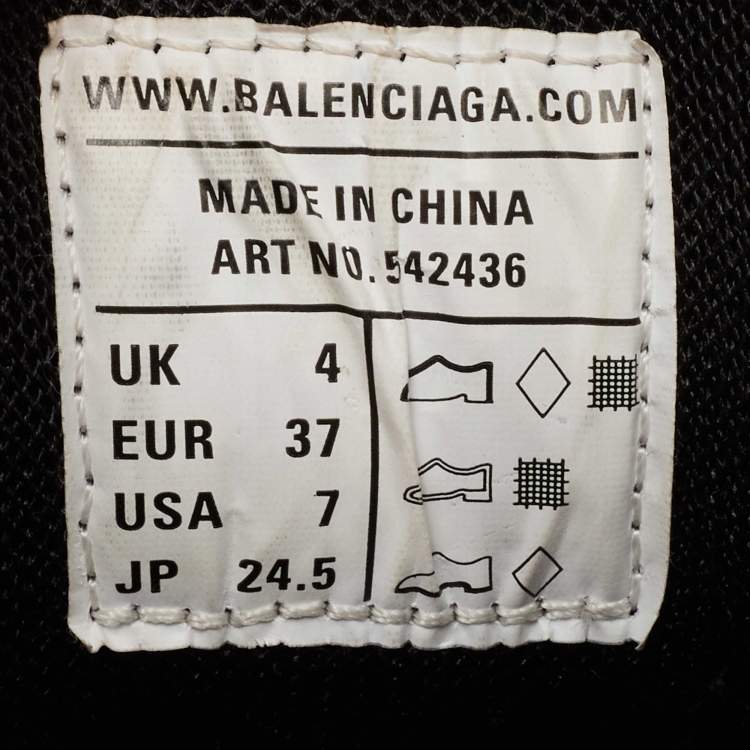 WWW.BALENCIAGA.COM
MADE IN CHINA
ART NO. 542436
UK 4
EUR 37
USA 7
JP 24.5